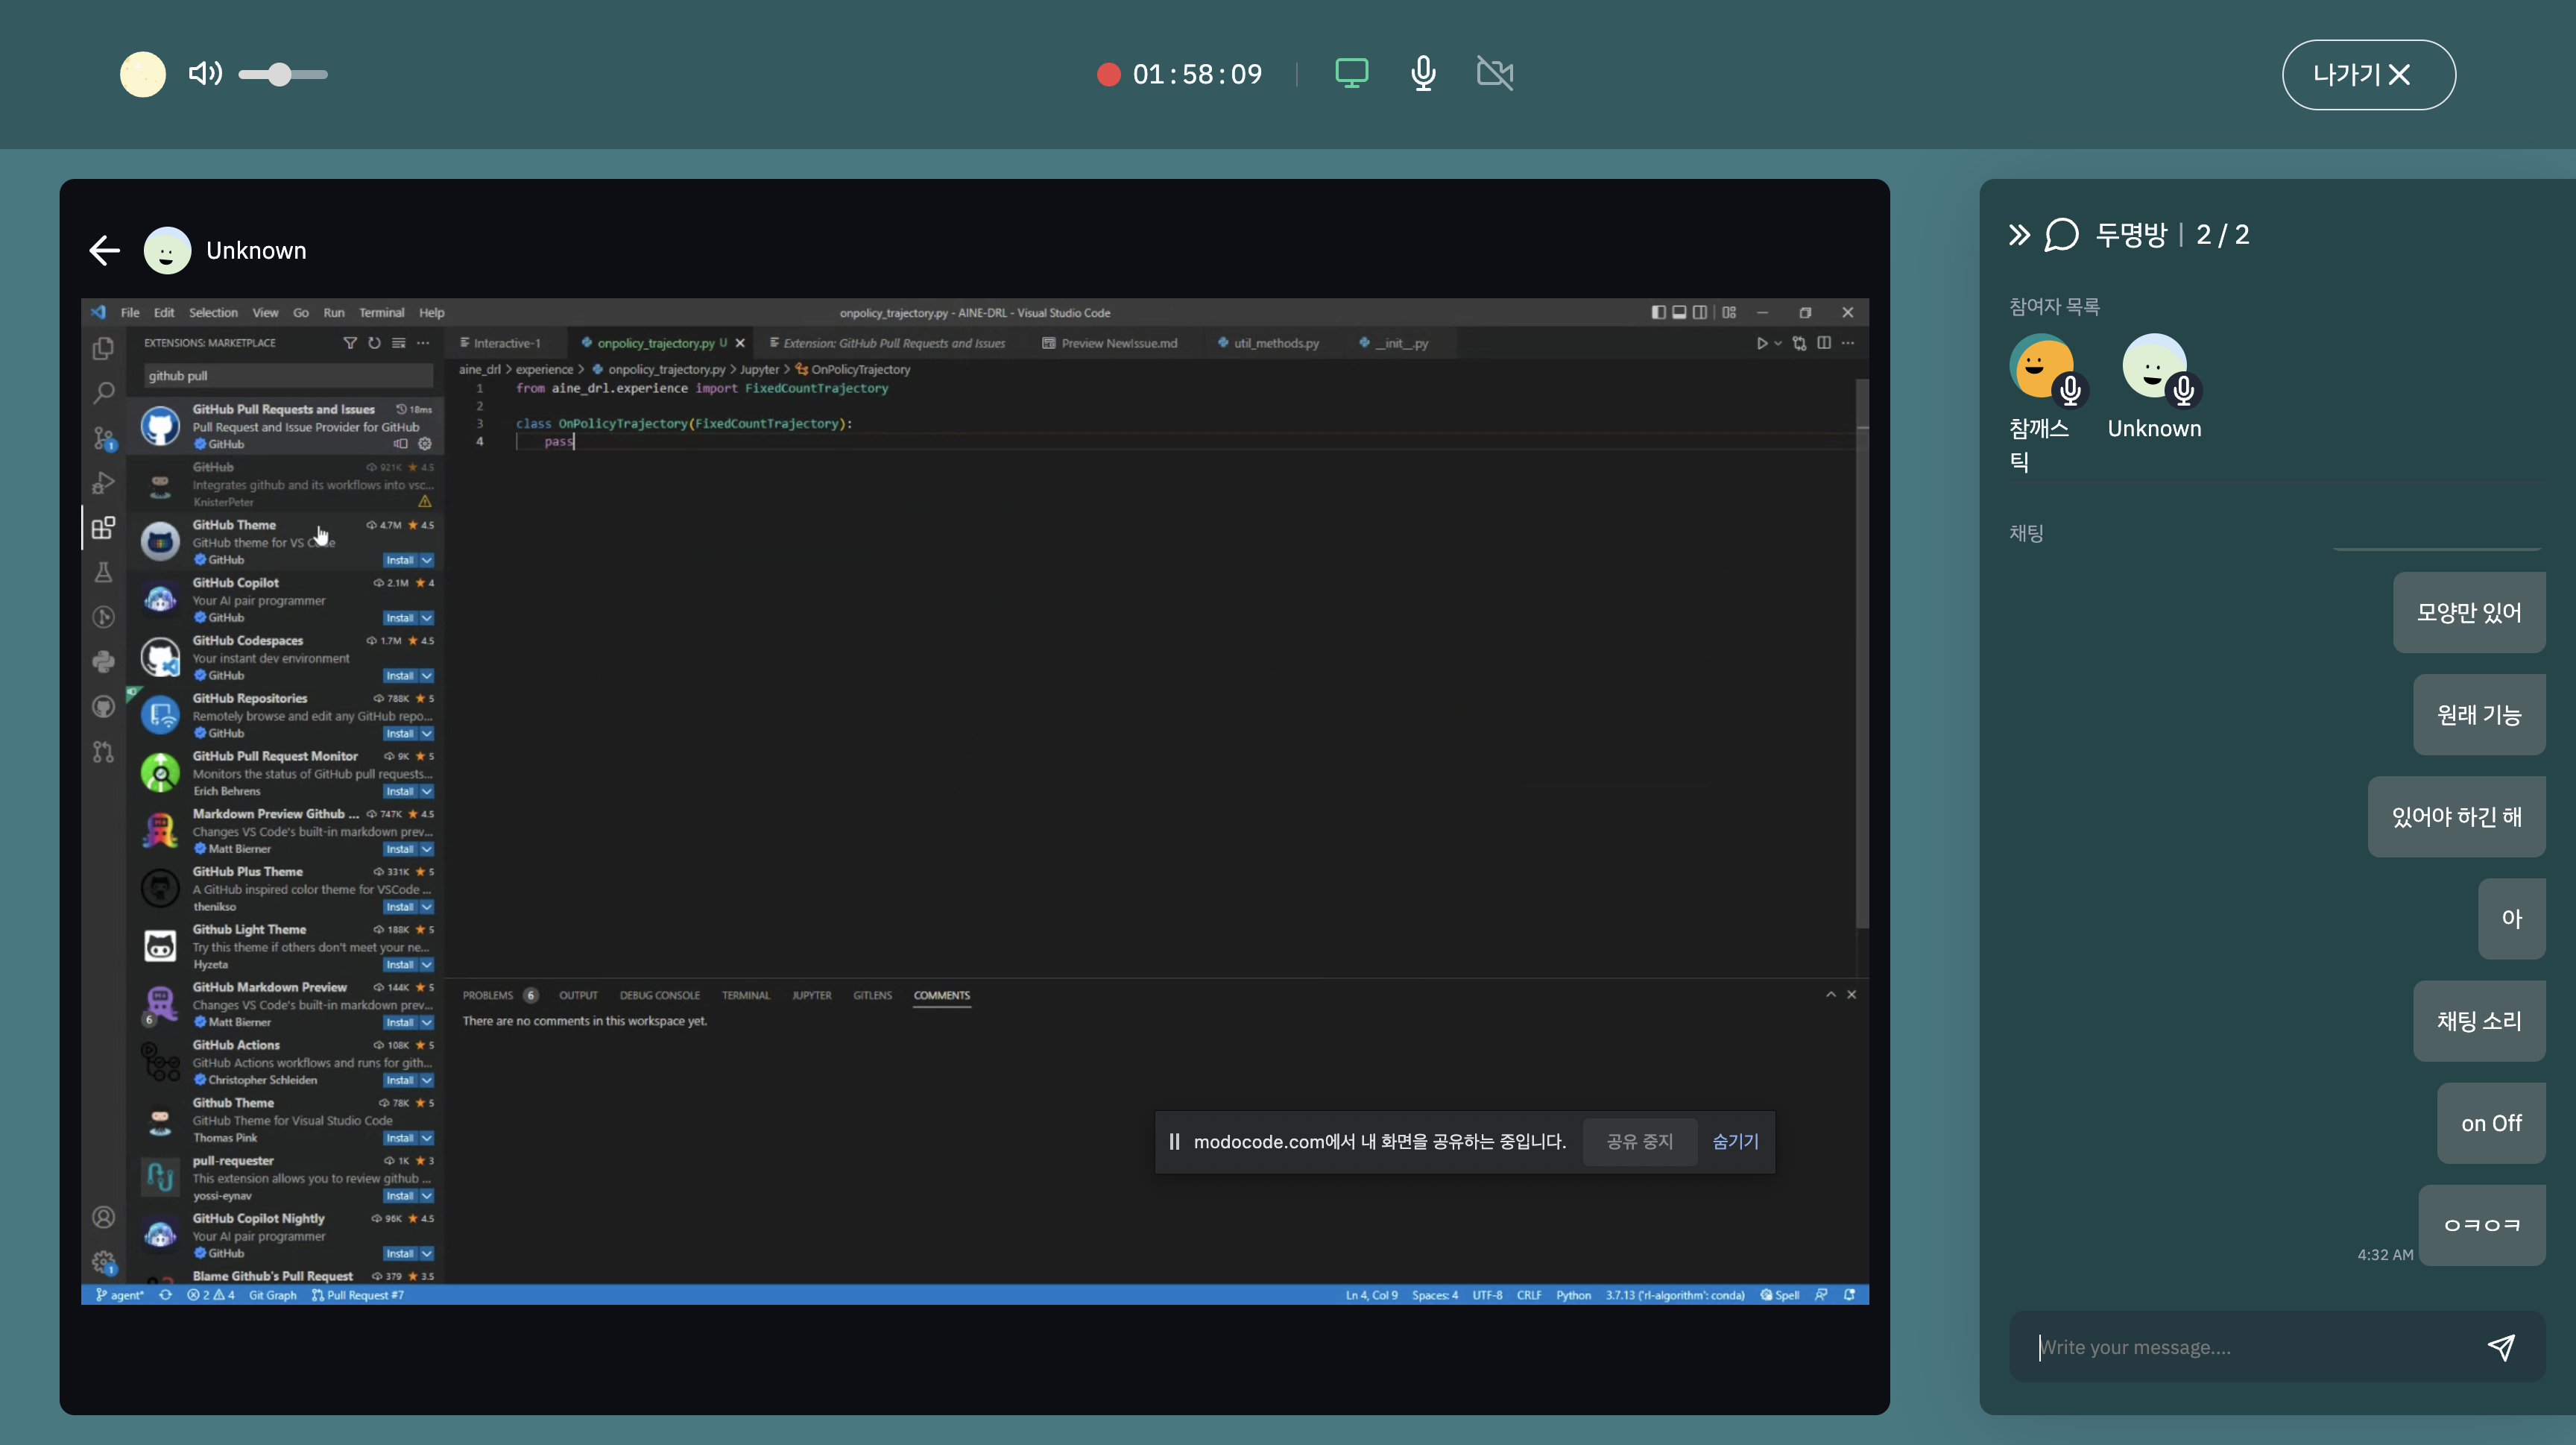 01:58:09
나가기
Unknown
File Edit Selection View Go Run Terminal Help
onpolicy_trajectory.py - AINE-DRL - Visual Studio Code
EXTENSIONS: MARKETPLACE
github pull
GitHub Pull Requests and Issues 18ms
Pull Request and Issue Provider for GitHub
GitHub
GitHub 921K 4.5
Integrates github and its workflows into vsc...
KnisterPeter
GitHub Theme 4.7M 4.5
GitHub theme for VS Code
GitHub Install
GitHub Copilot 2.1M 4
Your AI pair programmer
GitHub Install
GitHub Codespaces 1.7M 4.5
Your instant dev environment
GitHub Install
GitHub Repositories 788K 5
Remotely browse and edit any GitHub repo...
GitHub Install
GitHub Pull Request Monitor 9K 5
Monitors the status of GitHub pull requests...
Erich Behrens Install
Markdown Preview Github ... 747K 4.5
Changes VS Code's built-in markdown prev...
Matt Bierner Install
GitHub Plus Theme 331K 5
A GitHub inspired color theme for VSCode ...
thenikso Install
Github Light Theme 188K 5
Try this theme if others don't meet your ne...
Hyzeta Install
GitHub Markdown Preview 144K 5
Changes VS Code's built-in markdown prev...
6 Matt Bierner Install
GitHub Actions 108K 5
GitHub Actions workflows and runs for gith...
Christopher Schleiden Install
Github Theme 78K 5
GitHub Theme for Visual Studio Code
Thomas Pink Install
pull-requester 1K 3
This extension allows you to review github ...
yossi-eynav Install
GitHub Copilot Nightly 96K 4.5
Your AI pair programmer
GitHub Install
Blame Github's Pull Request 379 3.5
1
1
Interactive-1 onpolicy_trajectory.py U Extension: GitHub Pull Requests and Issues Preview NewIssue.md util_methods.py __init__.py
aine_drl > experience > onpolicy_trajectory.py > Jupyter > OnPolicyTrajectory
1 from aine_drl.experience import FixedCountTrajectory
2
3 class OnPolicyTrajectory(FixedCountTrajectory):
4 pass
PROBLEMS 6 OUTPUT DEBUG CONSOLE TERMINAL JUPYTER GITLENS COMMENTS
There are no comments in this workspace yet.
modocode.com에서 내 화면을 공유하는 중입니다. 공유 중지 숨기기
agent* 2 4 Git Graph Pull Request #7
Ln 4, Col 9 Spaces: 4 UTF-8 CRLF Python 3.7.13 ('rl-algorithm': conda) Spell
두명방 | 2 / 2
참여자 목록
참깨스틱
Unknown
채팅
모양만 있어
원래 기능
있어야 하긴 해
아
채팅 소리
on Off
ㅇㅋㅇㅋ
4:32 AM
Write your message....